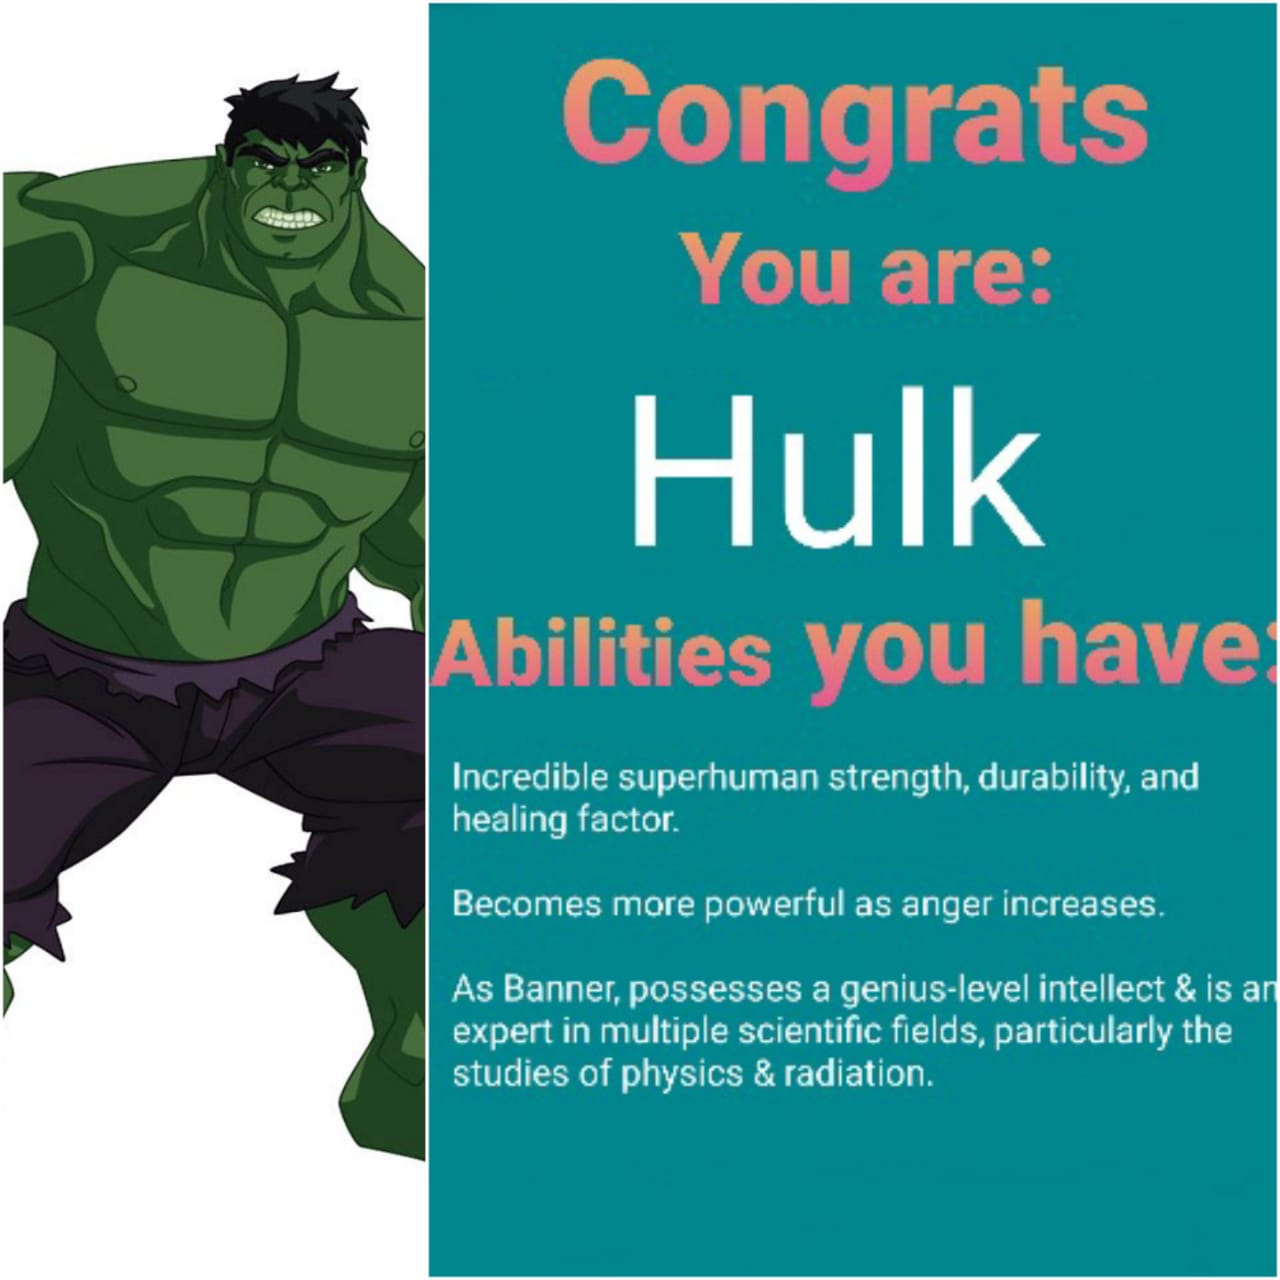 Congrats
You are:
Hulk
Abilities you have:
Incredible superhuman strength, durability, and
healing factor.
Becomes more powerful as anger increases.
As Banner, possesses a genius-level intellect & is an
expert in multiple scientific fields, particularly the
studies of physics & radiation.